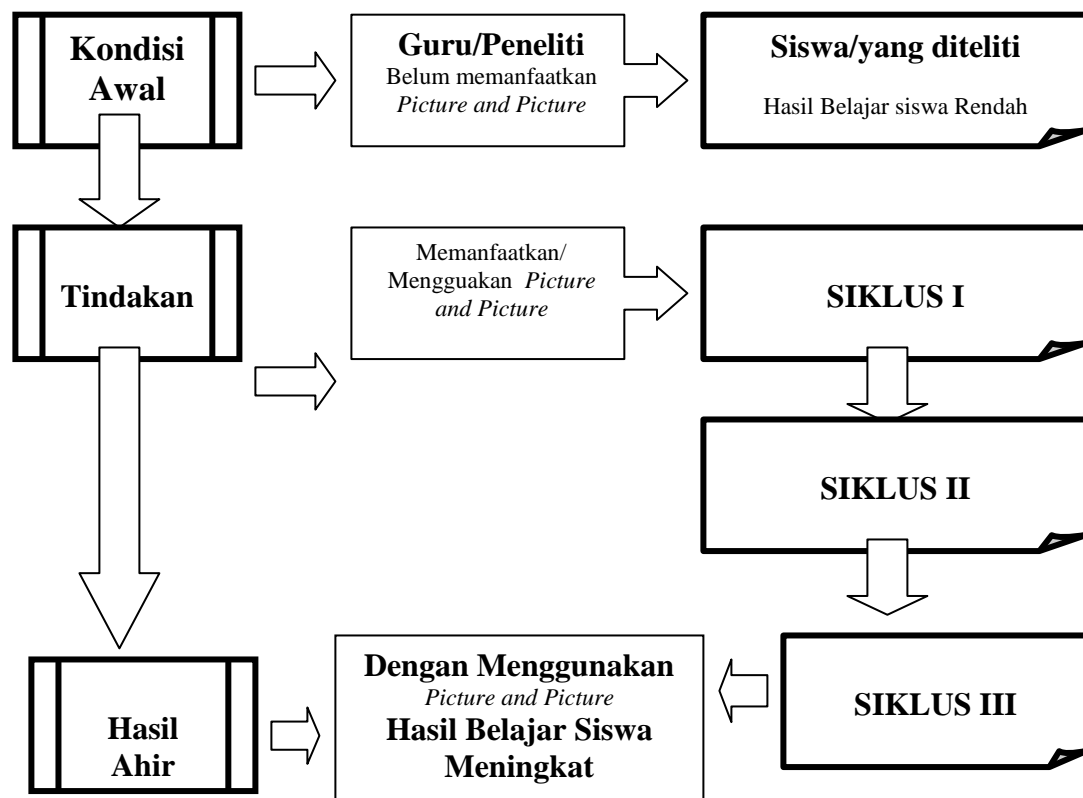 Kondisi
Awal
Guru/Peneliti
Belum memanfaatkan
Picture and Picture
Siswa/yang diteliti
Hasil Belajar siswa Rendah
Tindakan
Memanfaatkan/
Mengguakan Picture
and Picture
SIKLUS I
SIKLUS II
Hasil
Ahir
Dengan Menggunakan
Picture and Picture
Hasil Belajar Siswa
Meningkat
SIKLUS III